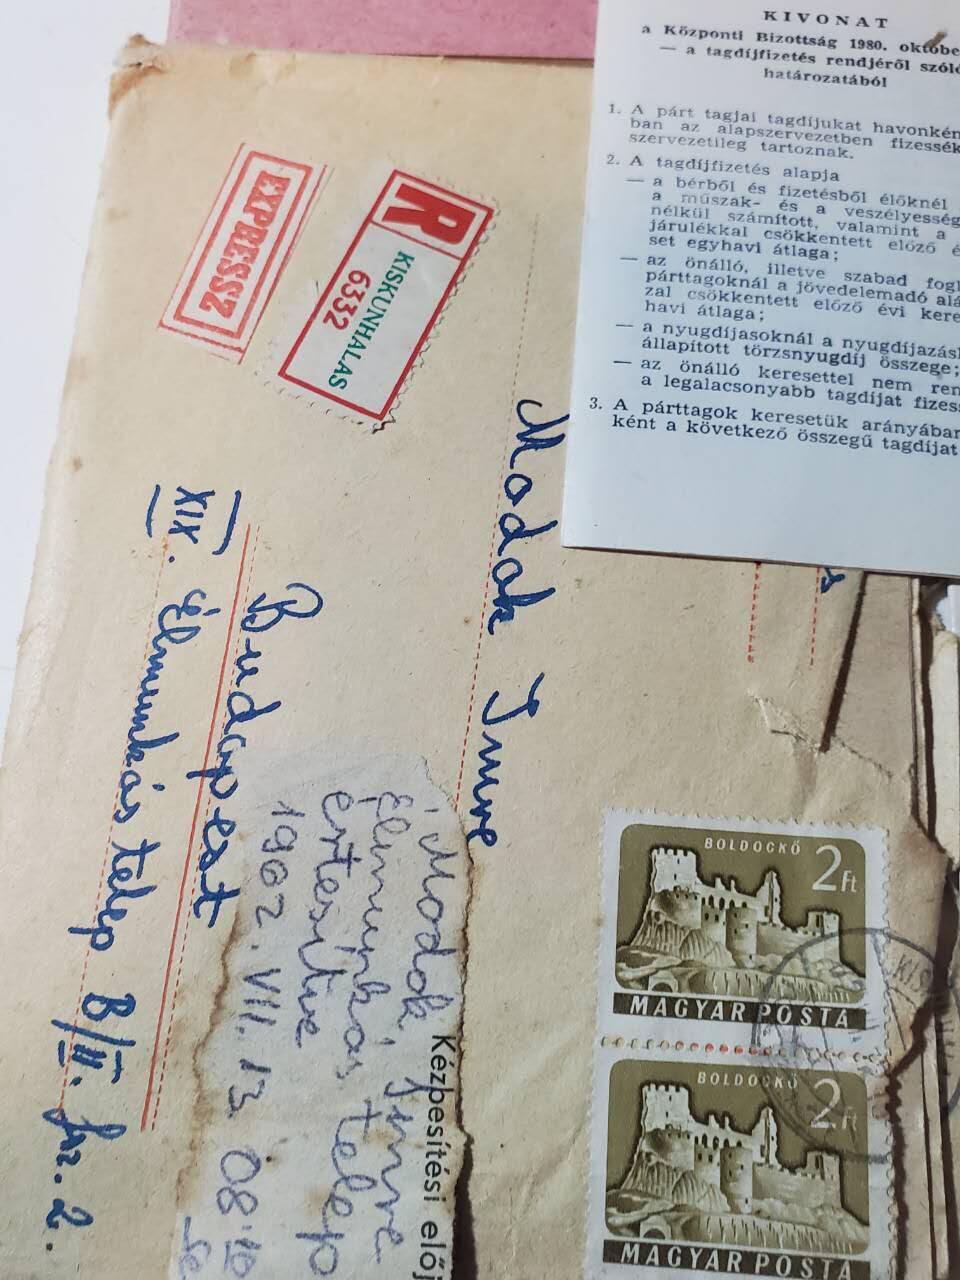 KIVONAT
a Központi Bizottság 1980. októbe
— a tagdíjfizetés rendjéről szóló
határozatából
1. A párt tagjai tagdíjukat havonkén
ban az alapszervezetben fizessék
szervezetileg tartoznak.
2. A tagdíjfizetés alapja
— a bérből és fizetésből élőknél
a műszak- és a veszélyesség
nélkül számított, valamint a
járulékkal csökkentett előző é
set egyhavi átlaga;
— az önálló, illetve szabad fogl
párttagoknál a jövedelemadó alá
zal csökkentett előző évi kere
havi átlaga;
— a nyugdíjasoknál a nyugdíjazásk
állapított törzsnyugdíj összege;
— az önálló keresettel nem ren
a legalacsonyabb tagdíjat fizess
3. A párttagok keresetük arányában
ként a következő összegű tagdíjat
EXPRESSZ
R
KISKUNHALAS
6332
Modok Imre
Budapest
XIX. Élmunkás telep B/II. fsz. 2.
Modok Imre
Élmunkás telep
értesítve
1962. VII. 13. 08
Kézbesítési előj
BOLDOGKŐ
2 Ft
MAGYAR POSTA
BOLDOGKŐ
2 Ft
MAGYAR POSTA
KIS